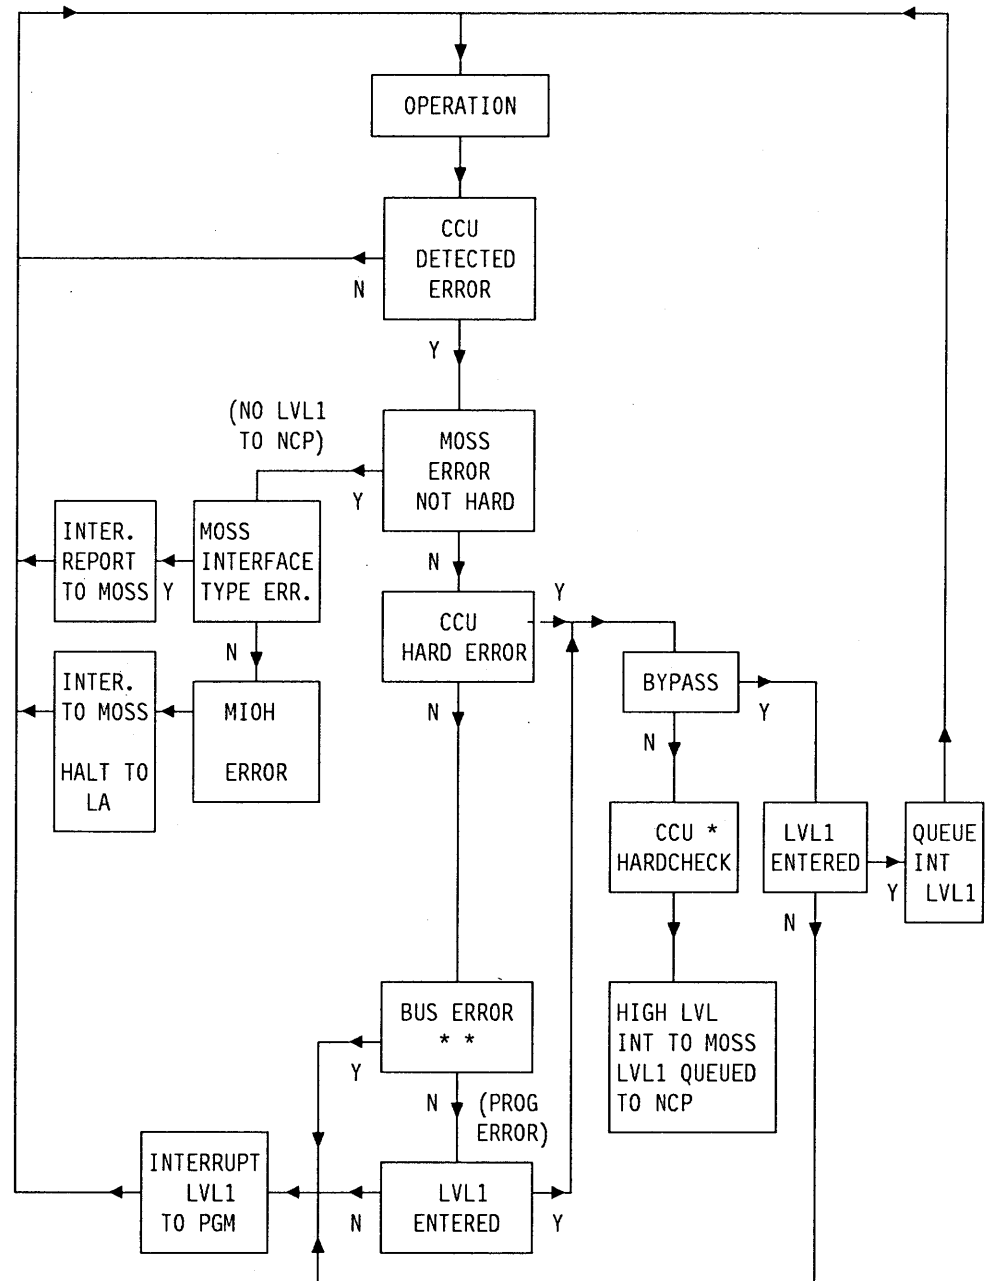 OPERATION
CCU
DETECTED
ERROR
N
Y
(NO LVL1
TO NCP)
MOSS
ERROR
NOT HARD
Y
N
INTER.
REPORT
TO MOSS
Y
MOSS
INTERFACE
TYPE ERR.
N
CCU
HARD ERROR
Y
N
INTER.
TO MOSS
HALT TO
LA
MIOH
ERROR
BYPASS
Y
N
CCU *
HARDCHECK
LVL1
ENTERED
Y
N
QUEUE
INT
LVL1
HIGH LVL
INT TO MOSS
LVL1 QUEUED
TO NCP
BUS ERROR
* *
Y
N
(PROG
ERROR)
INTERRUPT
LVL1
TO PGM
N
LVL1
ENTERED
Y